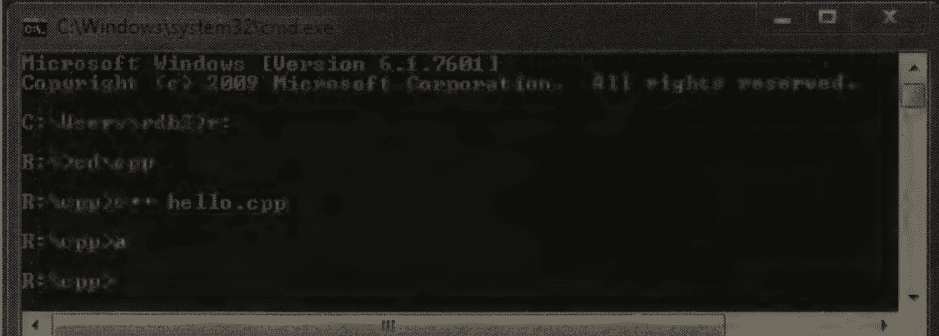 C:\Windows\system32\cmd.exe
Microsoft Windows [Version 6.1.7601]
Copyright (c) 2009 Microsoft Corporation. All rights reserved.
C:\Users\rdb3>r:
R:\>cd\cpp
R:\cpp>c++ hello.cpp
R:\cpp>a
R:\cpp>